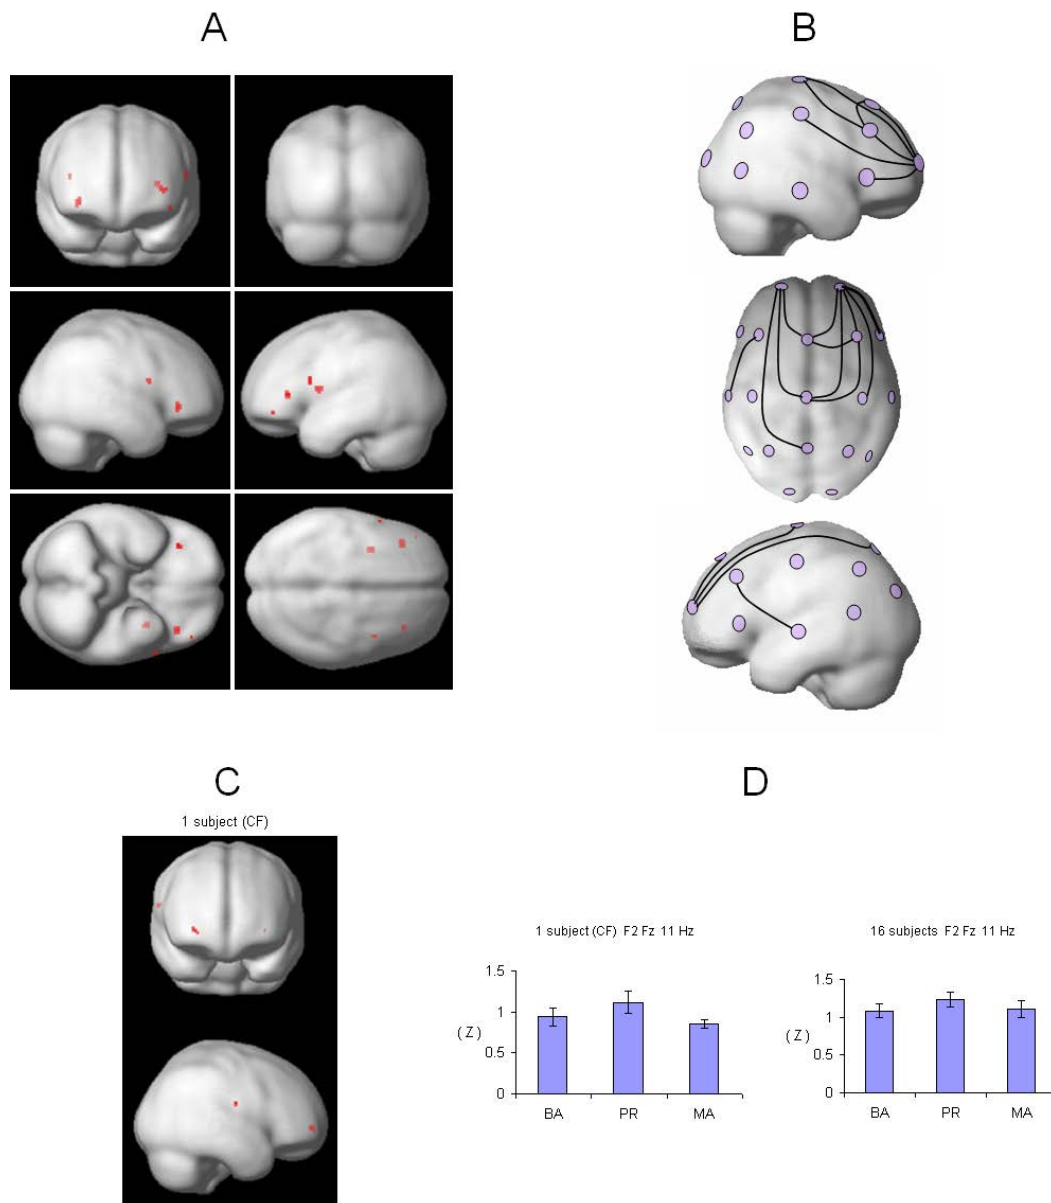 A
B
C
1 subject (CF)
D
1 subject (CF) F2 Fz 11 Hz
1.5
1
(Z)
0.5
0
BA PR MA
16 subjects F2 Fz 11 Hz
1.5
1
(Z)
0.5
0
BA PR MA